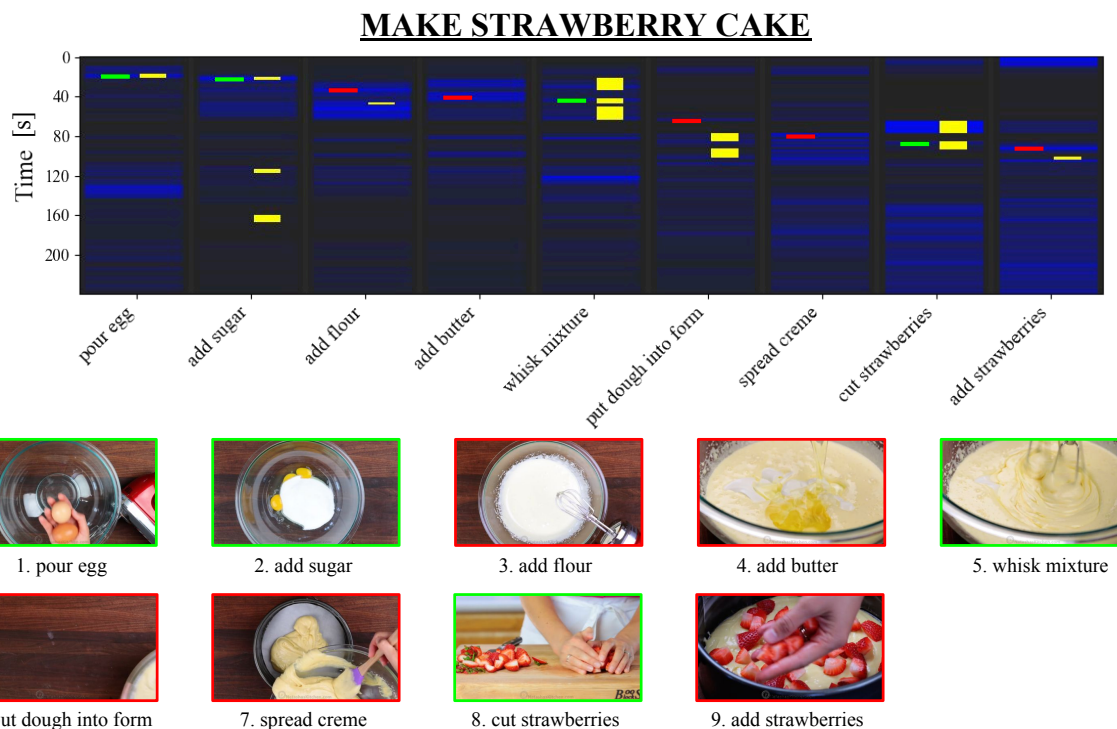 MAKE STRAWBERRY CAKE
Time [s]
0
40
80
120
160
200
pour egg
add sugar
add flour
add butter
whisk mixture
put dough into form
spread creme
cut strawberries
add strawberries
1. pour egg
2. add sugar
3. add flour
4. add butter
5. whisk mixture
ut dough into form
7. spread creme
8. cut strawberries
9. add strawberries